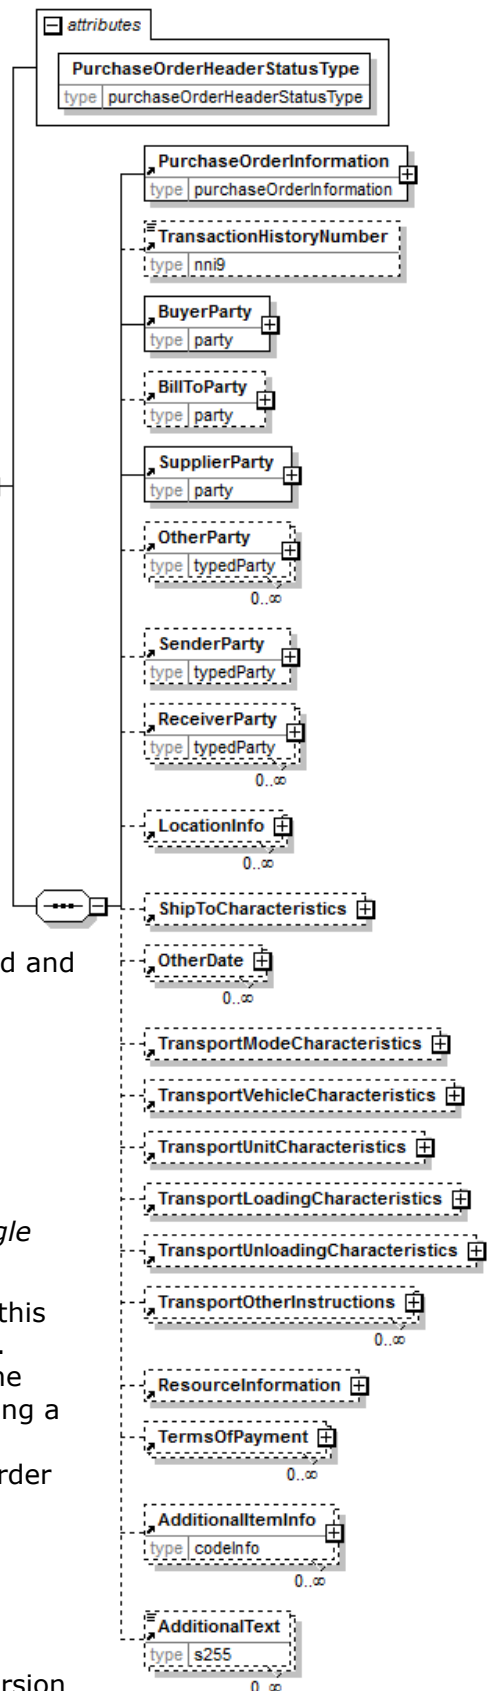 attributes
PurchaseOrderHeaderStatusType
type purchaseOrderHeaderStatusType
PurchaseOrderInformation
type purchaseOrderInformation
TransactionHistoryNumber
type nni9
BuyerParty
type party
BillToParty
type party
SupplierParty
type party
OtherParty
type typedParty
0..∞
SenderParty
type typedParty
ReceiverParty
type typedParty
0..∞
LocationInfo
0..∞
ShipToCharacteristics
d and
OtherDate
0..∞
TransportModeCharacteristics
TransportVehicleCharacteristics
TransportUnitCharacteristics
TransportLoadingCharacteristics
gle
TransportUnloadingCharacteristics
TransportOtherInstructions
this
0..∞
.
ne
ResourceInformation
ng a
TermsOfPayment
rder
0..∞
AdditionalItemInfo
type codeInfo
0..∞
AdditionalText
type s255
rsion
0..∞